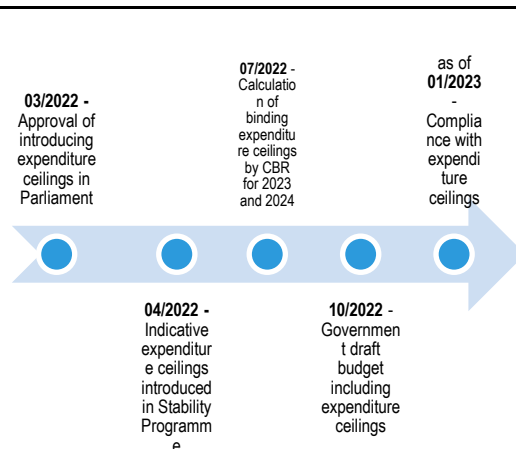 03/2022 -
Approval of
introducing
expenditure
ceilings in
Parliament
04/2022 -
Indicative
expenditur
e ceilings
introduced
in Stability
Programm
e
07/2022 -
Calculatio
n of
binding
expenditu
re ceilings
by CBR
for 2023
and 2024
10/2022 -
Governmen
t draft
budget
including
expenditure
ceilings
as of
01/2023
-
Complia
nce with
expendi
ture
ceilings